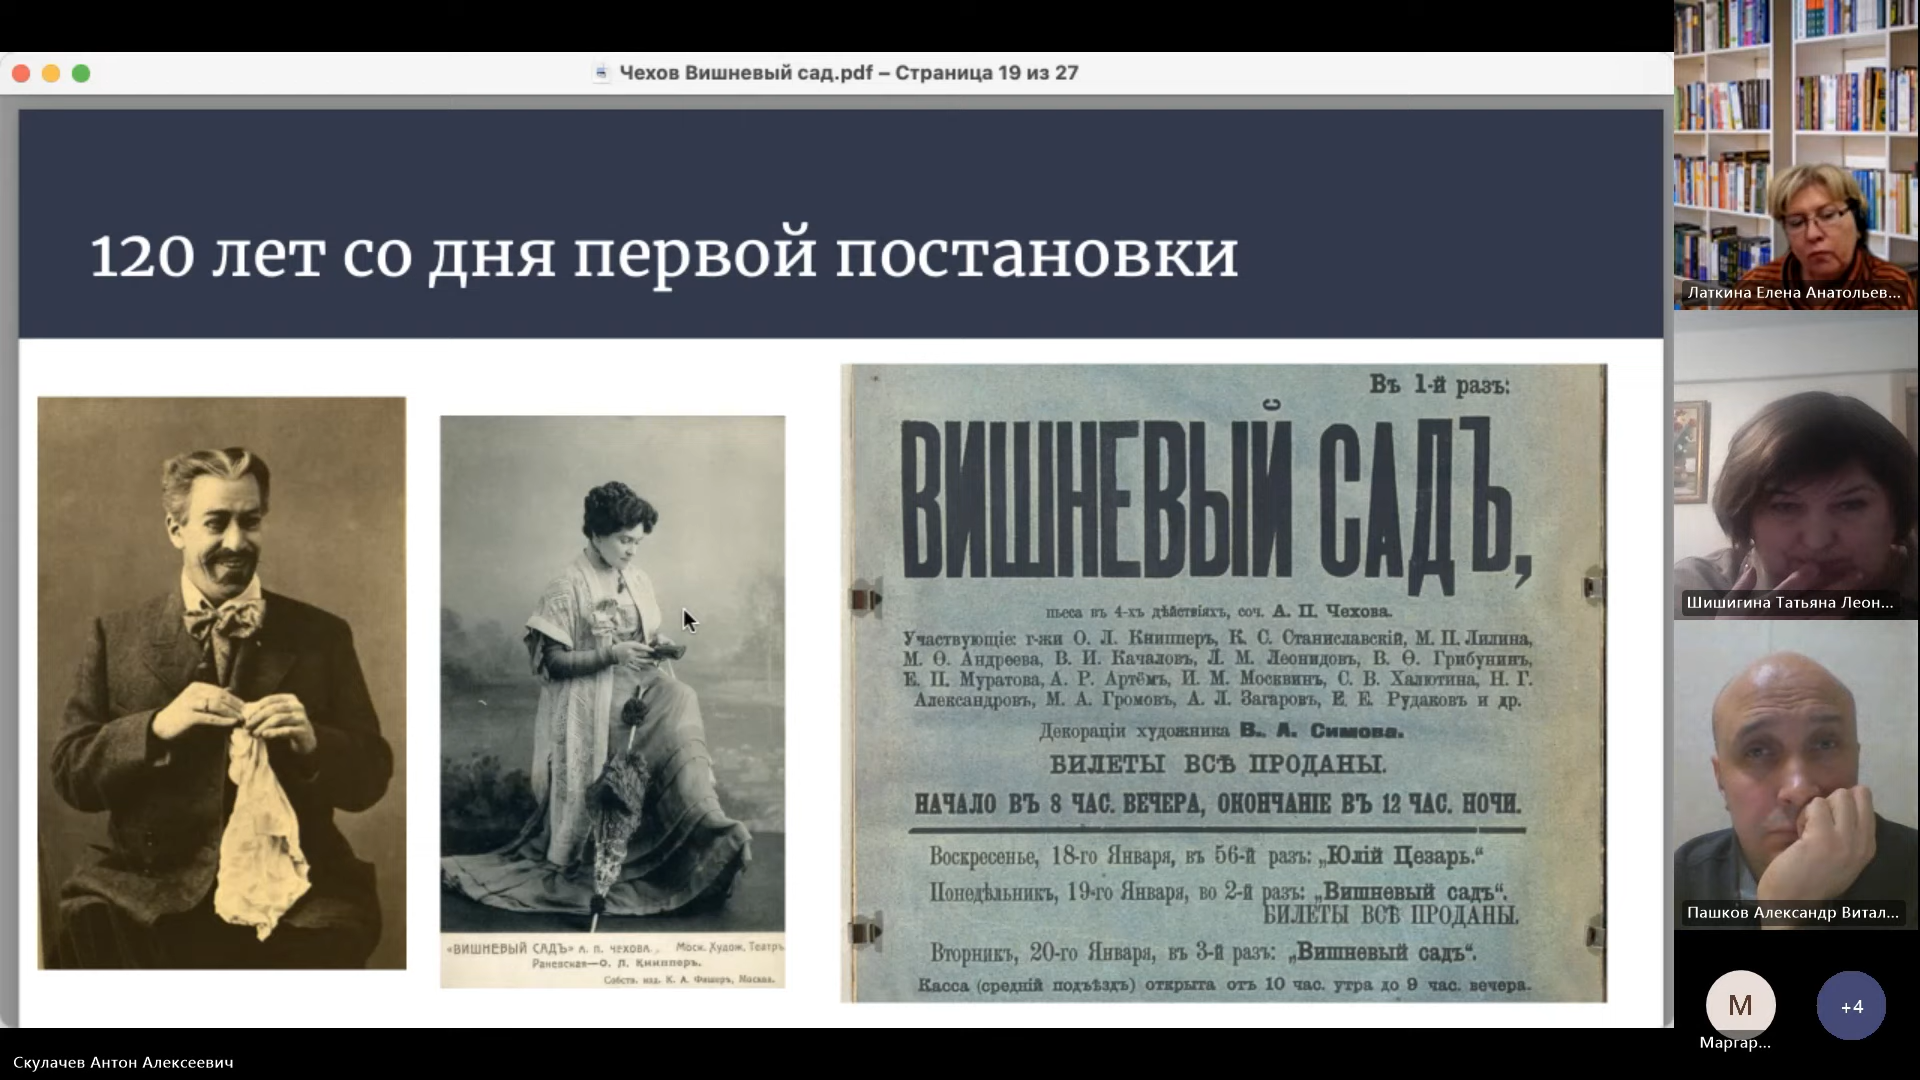 Чехов Вишневый сад.pdf – Страница 19 из 27
120 лет со дня первой постановки
«ВИШНЕВЫЙ САДЪ» А. П. ЧЕХОВА. Моск. Худож. Театръ
Раневская—О. Л. Книпперъ.
Собств. изд. К. А. Фишеръ, Москва.
Въ 1-й разъ:
ВИШНЕВЫЙ САДЪ,
пьеса въ 4-хъ дѣйствіяхъ, соч. А. П. Чехова.
Участвующіе: г-жи О. Л. Книпперъ, К. С. Станиславскій, М. П. Лилина,
М. Ѳ. Андреева, В. И. Качаловъ, Л. М. Леонидовъ, В. Ѳ. Грибунинъ,
Е. П. Муратова, А. Р. Артёмъ, И. М. Москвинъ, С. В. Халютина, Н. Г.
Александровъ, М. А. Громовъ, А. Л. Загаровъ, Е. Е. Рудаковъ и др.
Декораціи художника В. А. Симова.
БИЛЕТЫ ВСѢ ПРОДАНЫ.
НАЧАЛО ВЪ 8 ЧАС. ВЕЧЕРА, ОКОНЧАНІЕ ВЪ 12 ЧАС. НОЧИ.
Воскресенье, 18-го Января, въ 56-й разъ: „Юлій Цезарь.“
Понедѣльникъ, 19-го Января, во 2-й разъ: „Вишневый садъ“.
БИЛЕТЫ ВСѢ ПРОДАНЫ.
Вторникъ, 20-го Января, въ 3-й разъ: „Вишневый садъ“.
Касса (средній подъѣздъ) открыта отъ 10 час. утра до 9 час. вечера.
Латкина Елена Анатольев...
Шишигина Татьяна Леон...
Пашков Александр Витал...
М
+4
Маргар...
Скулачев Антон Алексеевич